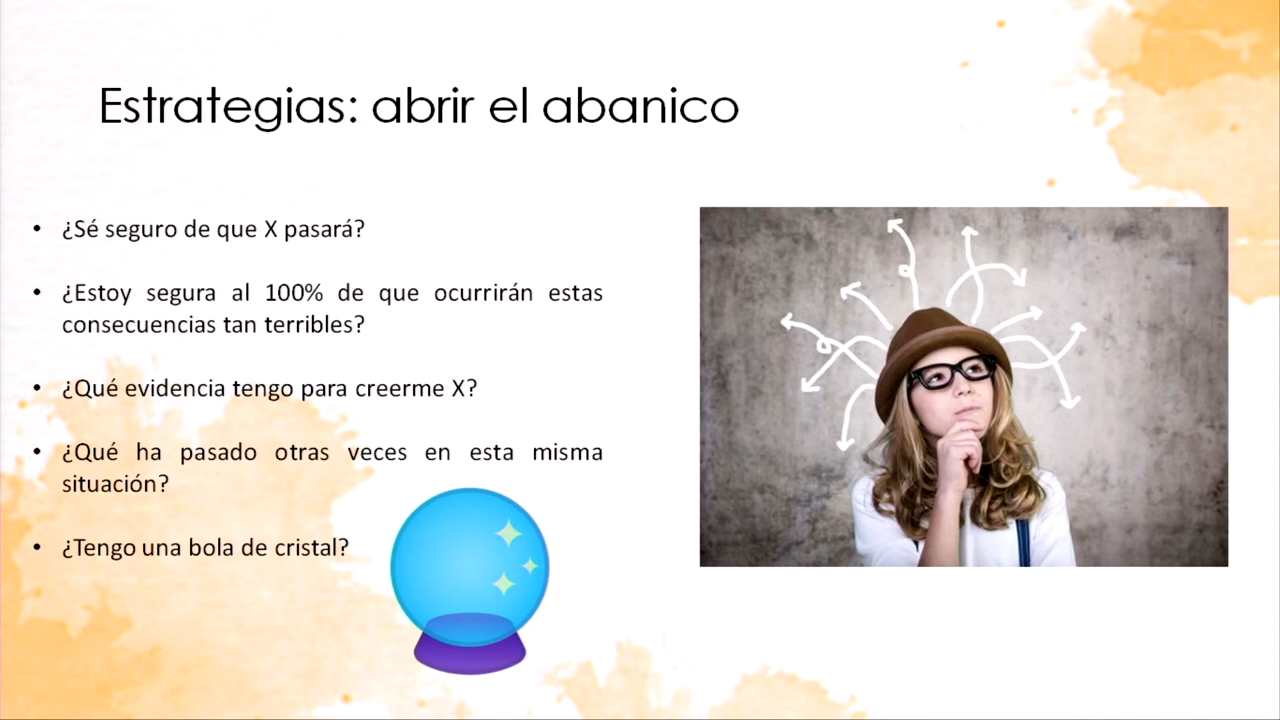 Estrategias: abrir el abanico
• ¿Sé seguro de que X pasará?
• ¿Estoy segura al 100% de que ocurrirán estas
consecuencias tan terribles?
• ¿Qué evidencia tengo para creerme X?
• ¿Qué ha pasado otras veces en esta misma
situación?
• ¿Tengo una bola de cristal?